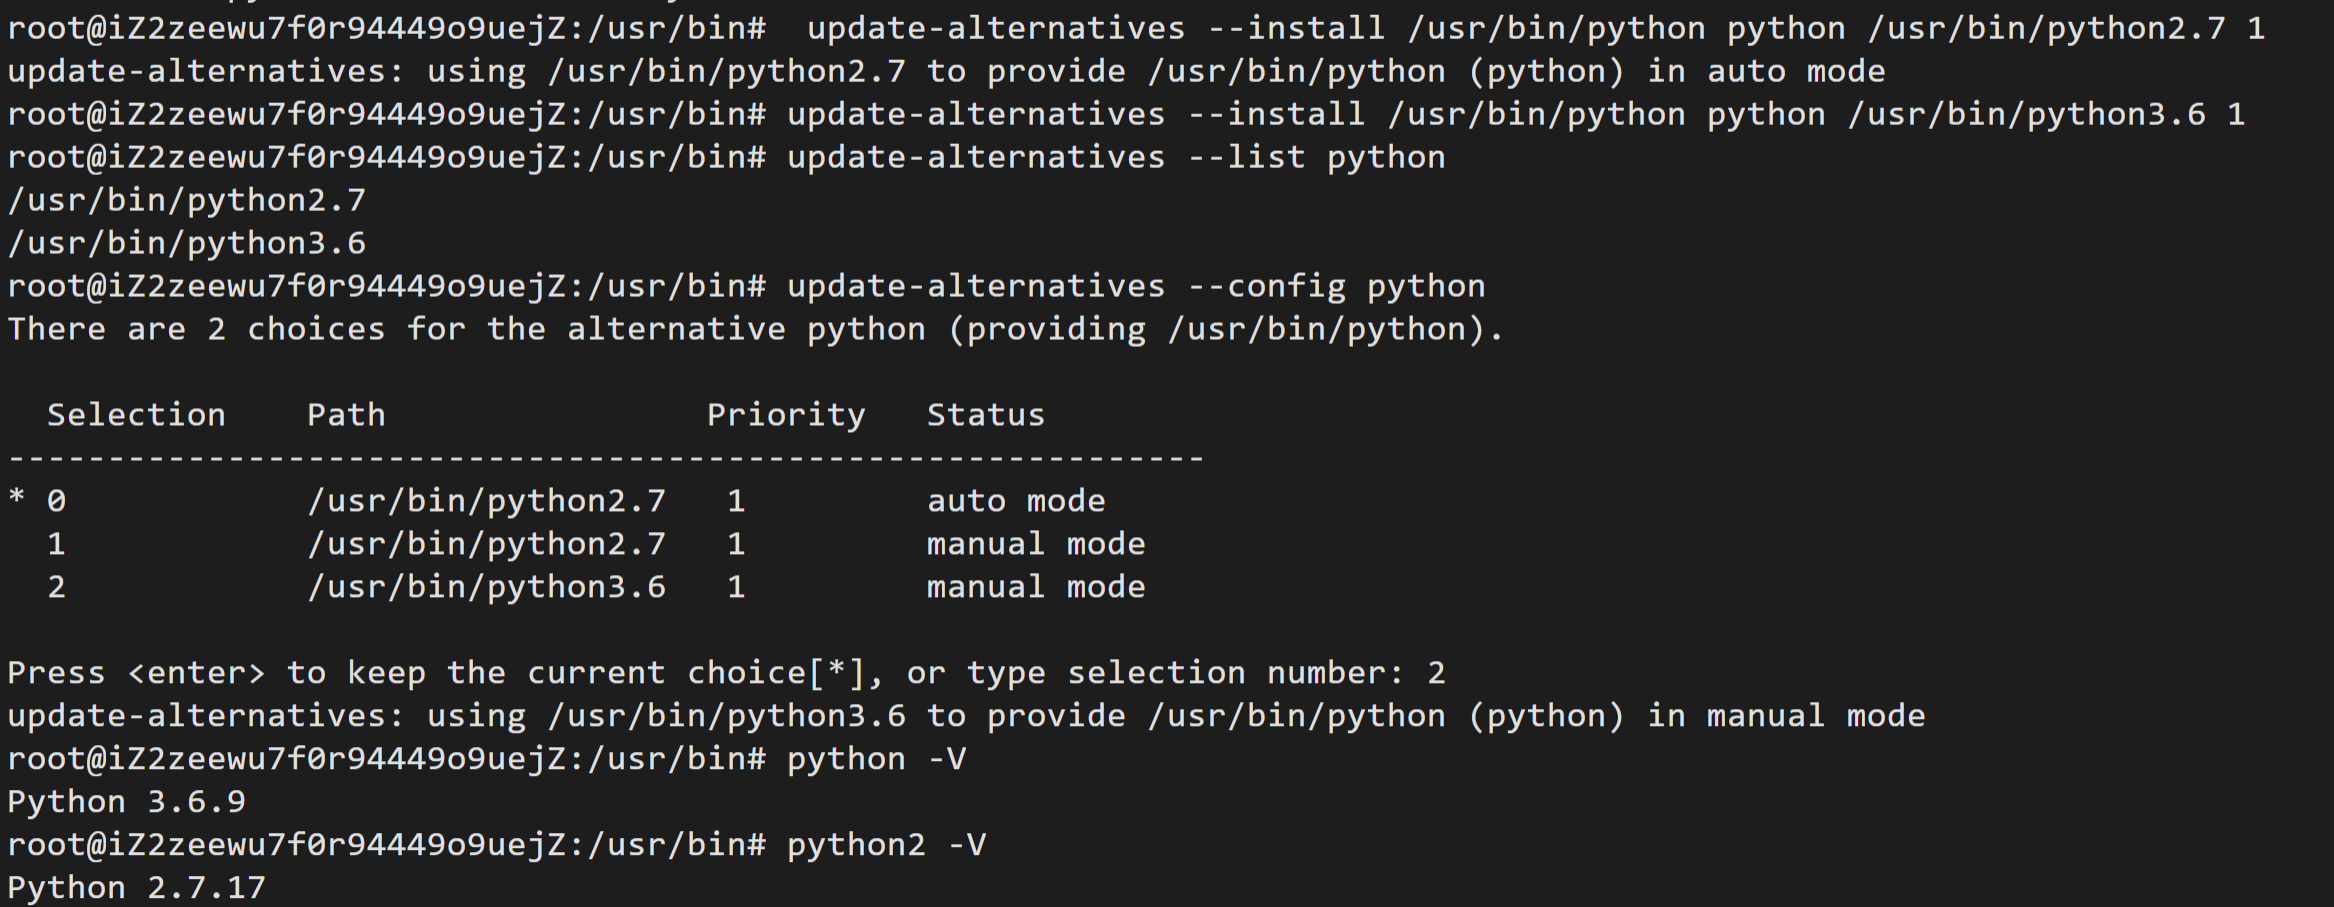 root@iZ2zeewu7f0r94449o9uejZ:/usr/bin#  update-alternatives --install /usr/bin/python python /usr/bin/python2.7 1
update-alternatives: using /usr/bin/python2.7 to provide /usr/bin/python (python) in auto mode
root@iZ2zeewu7f0r94449o9uejZ:/usr/bin# update-alternatives --install /usr/bin/python python /usr/bin/python3.6 1
root@iZ2zeewu7f0r94449o9uejZ:/usr/bin# update-alternatives --list python
/usr/bin/python2.7
/usr/bin/python3.6
root@iZ2zeewu7f0r94449o9uejZ:/usr/bin# update-alternatives --config python
There are 2 choices for the alternative python (providing /usr/bin/python).

  Selection    Path                Priority   Status
------------------------------------------------------------
* 0            /usr/bin/python2.7   1         auto mode
  1            /usr/bin/python2.7   1         manual mode
  2            /usr/bin/python3.6   1         manual mode

Press <enter> to keep the current choice[*], or type selection number: 2
update-alternatives: using /usr/bin/python3.6 to provide /usr/bin/python (python) in manual mode
root@iZ2zeewu7f0r94449o9uejZ:/usr/bin# python -V
Python 3.6.9
root@iZ2zeewu7f0r94449o9uejZ:/usr/bin# python2 -V
Python 2.7.17